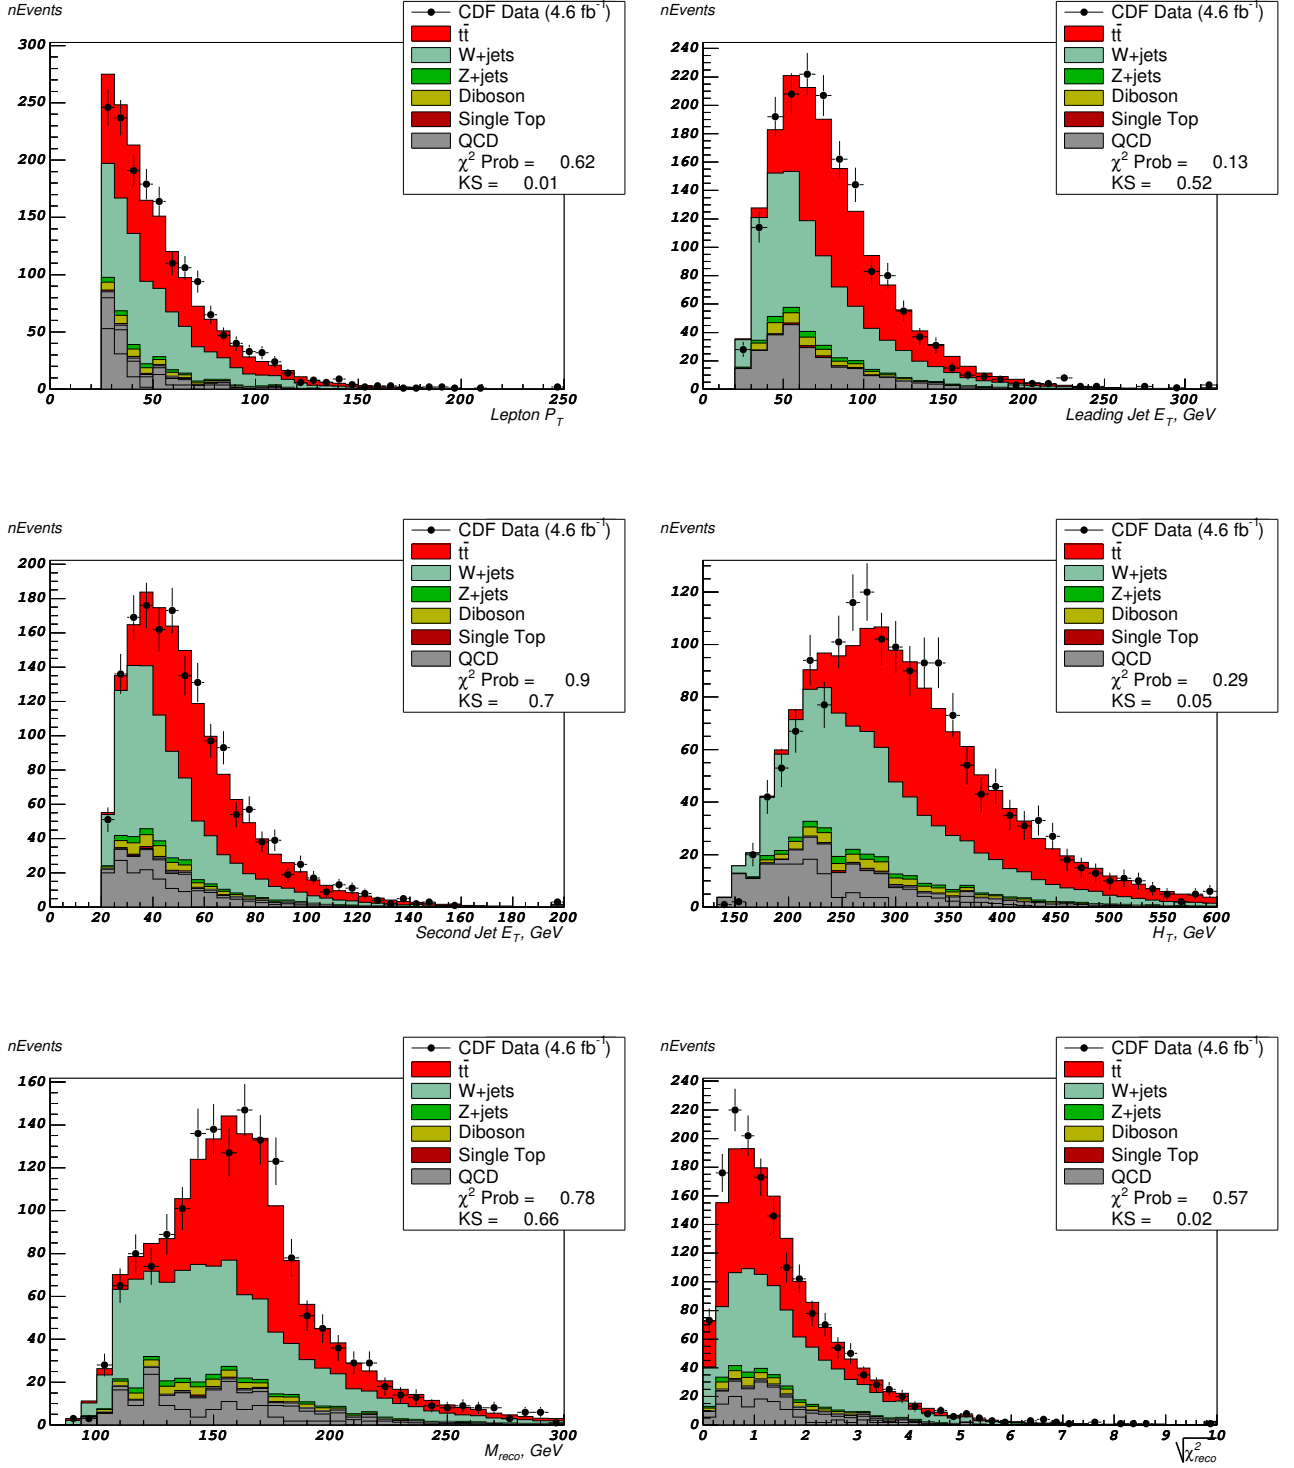 nEvents
CDF Data (4.6 fb⁻¹)
tt̄
W+jets
Z+jets
Diboson
Single Top
QCD
χ² Prob = 0.62
KS = 0.01
300
250
200
150
100
50
0
0 50 100 150 200 250
Lepton P_T
nEvents
CDF Data (4.6 fb⁻¹)
tt̄
W+jets
Z+jets
Diboson
Single Top
QCD
χ² Prob = 0.13
KS = 0.52
240
220
200
180
160
140
120
100
80
60
40
20
0
0 50 100 150 200 250 300
Leading Jet E_T, GeV
nEvents
CDF Data (4.6 fb⁻¹)
tt̄
W+jets
Z+jets
Diboson
Single Top
QCD
χ² Prob = 0.9
KS = 0.7
200
180
160
140
120
100
80
60
40
20
0
0 20 40 60 80 100 120 140 160 180 200
Second Jet E_T, GeV
nEvents
CDF Data (4.6 fb⁻¹)
tt̄
W+jets
Z+jets
Diboson
Single Top
QCD
χ² Prob = 0.29
KS = 0.05
120
100
80
60
40
20
0
150 200 250 300 350 400 450 500 550 600
H_T, GeV
nEvents
CDF Data (4.6 fb⁻¹)
tt̄
W+jets
Z+jets
Diboson
Single Top
QCD
χ² Prob = 0.78
KS = 0.66
160
140
120
100
80
60
40
20
0
100 150 200 250 300
M_reco, GeV
nEvents
CDF Data (4.6 fb⁻¹)
tt̄
W+jets
Z+jets
Diboson
Single Top
QCD
χ² Prob = 0.57
KS = 0.02
240
220
200
180
160
140
120
100
80
60
40
20
0
0 1 2 3 4 5 6 7 8 9 10
√χ²_reco